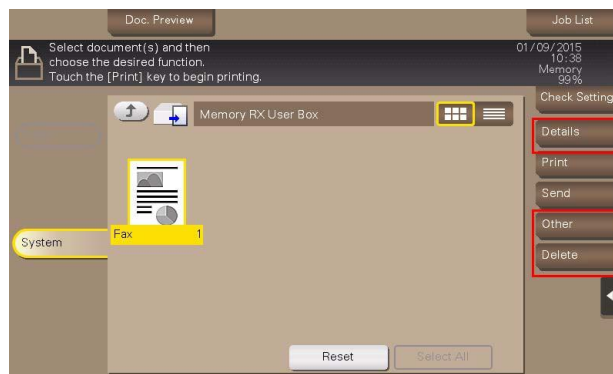 Doc. Preview
Job List
Select document(s) and then
choose the desired function.
Touch the [Print] key to begin printing.
01/09/2015
10:38
Memory
99%
Check Setting
Memory RX User Box
Details
Print
Send
Other
Delete
System
Fax 1
Reset
Select All